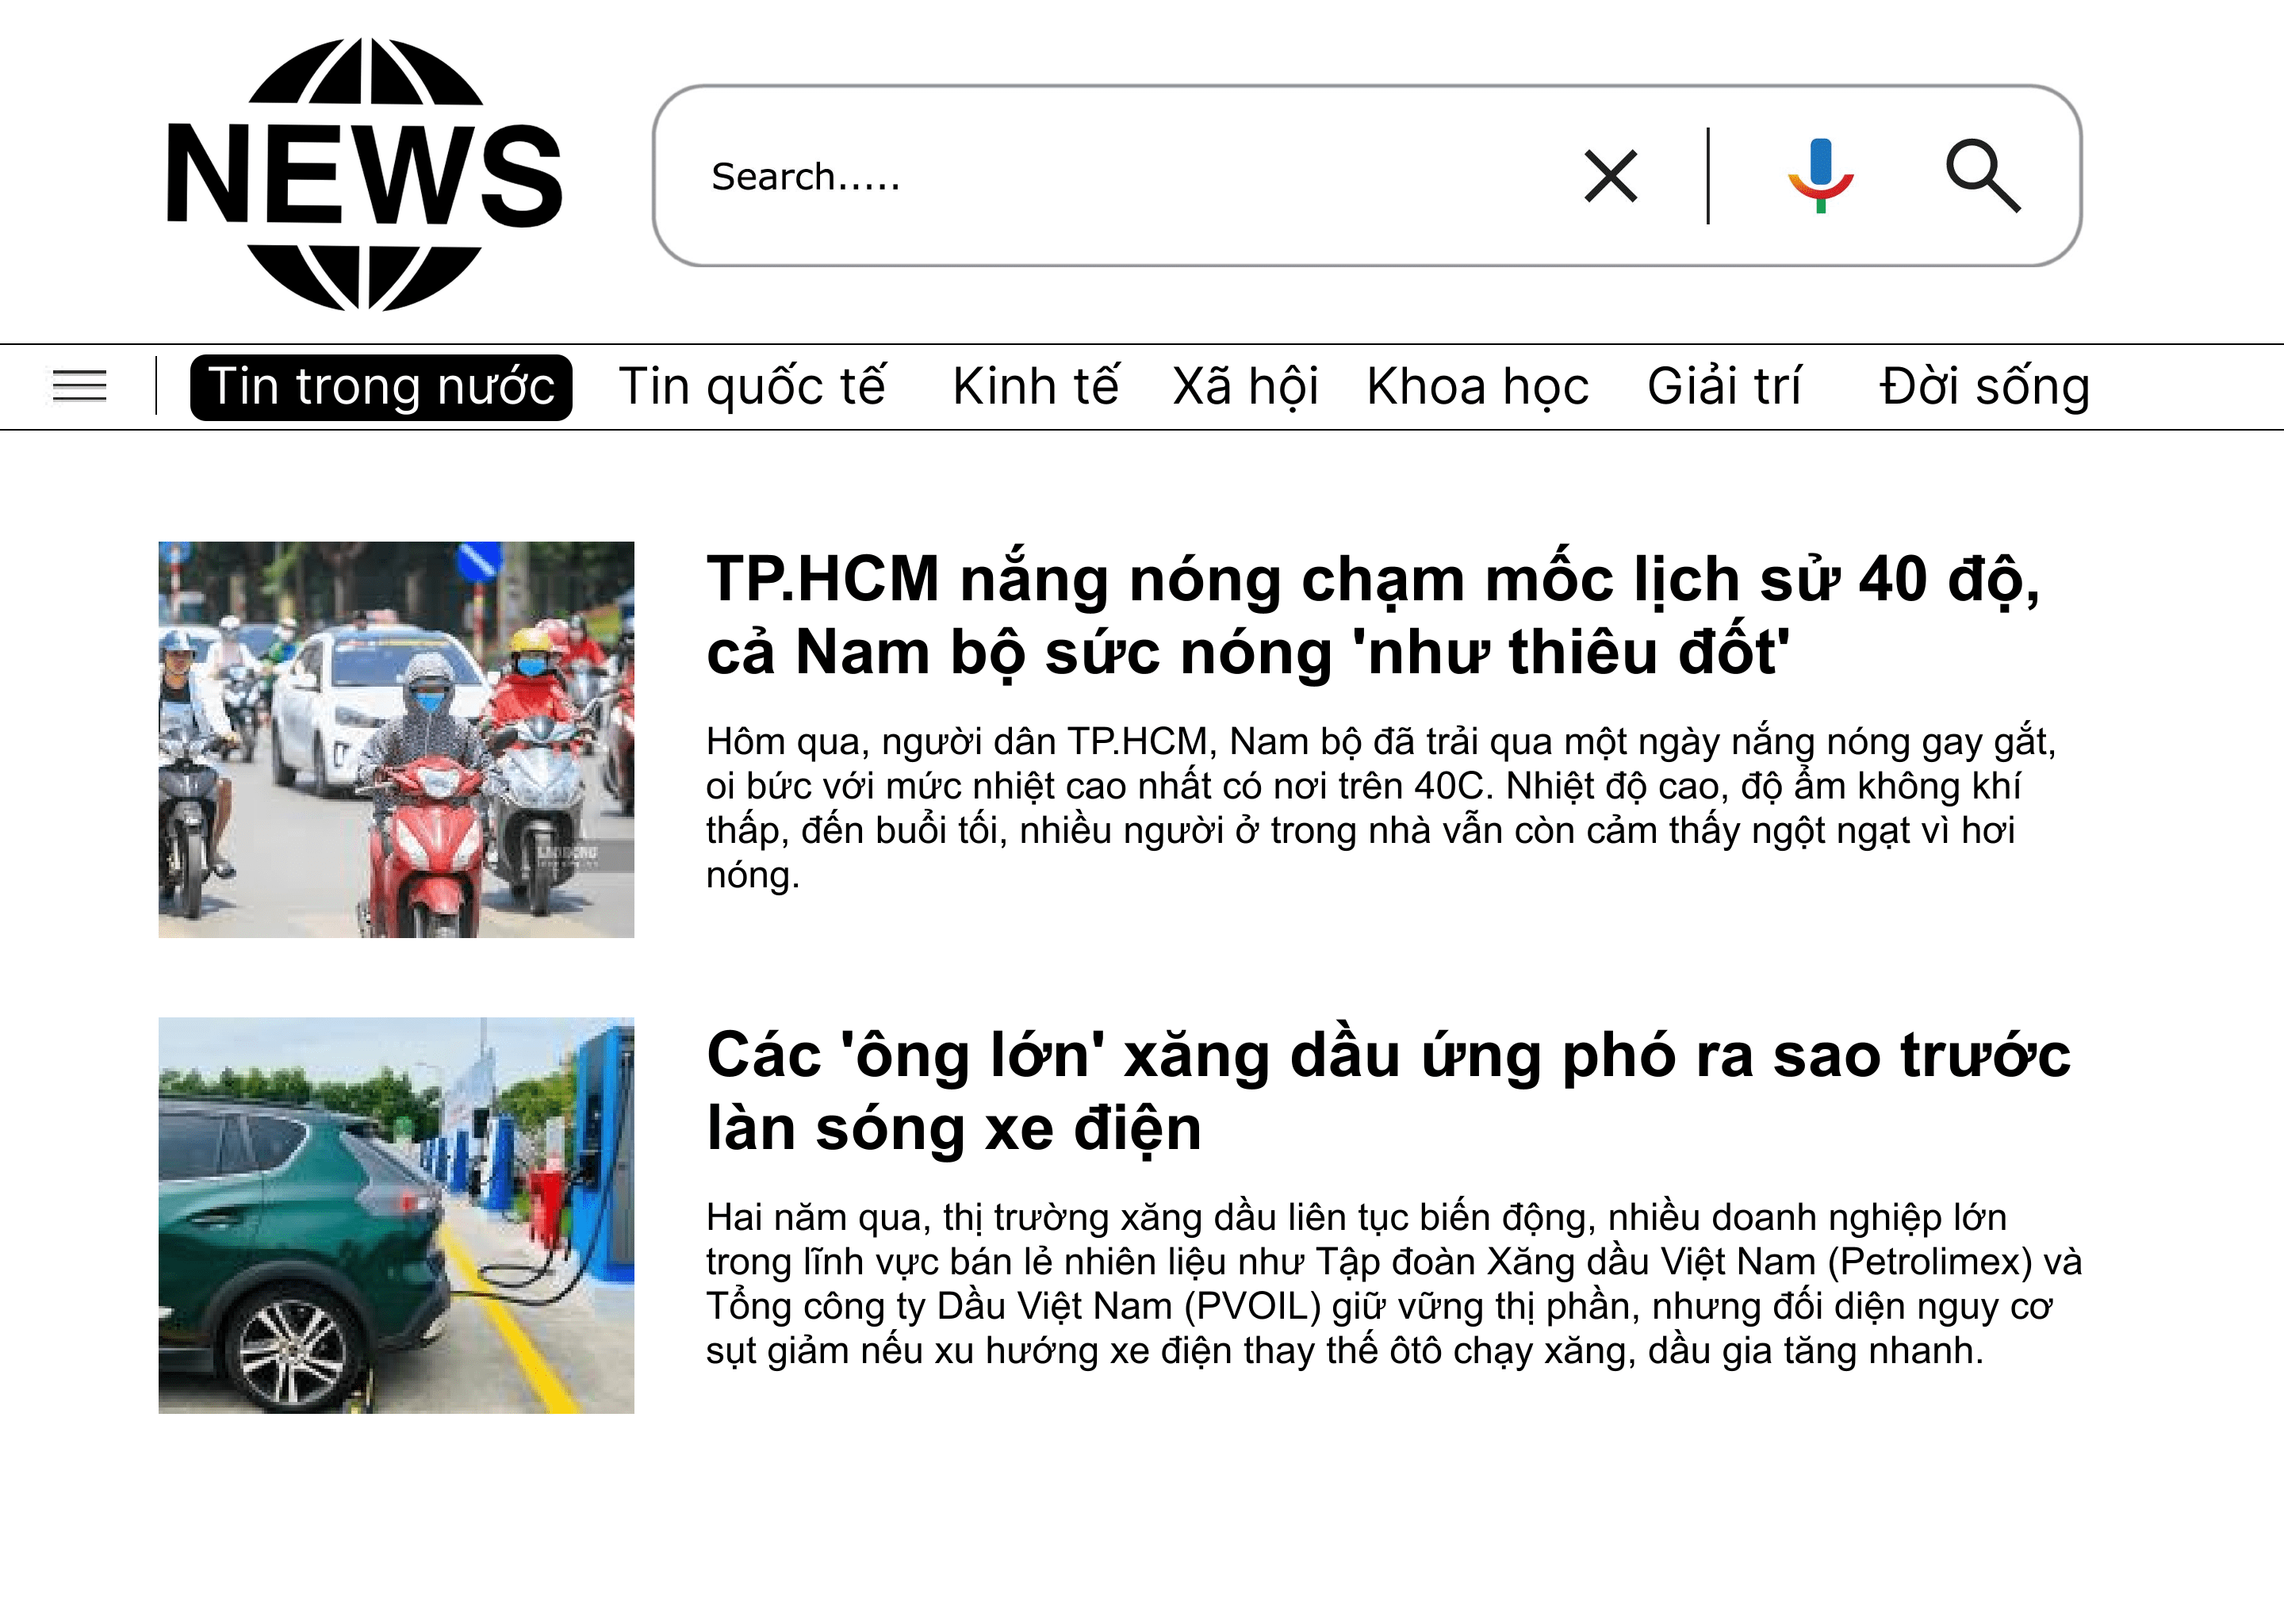 NEWS
Search.....
Tin trong nước Tin quốc tế Kinh tế Xã hội Khoa học Giải trí Đời sống
TP.HCM nắng nóng chạm mốc lịch sử 40 độ,
cả Nam bộ sức nóng 'như thiêu đốt'
Hôm qua, người dân TP.HCM, Nam bộ đã trải qua một ngày nắng nóng gay gắt,
oi bức với mức nhiệt cao nhất có nơi trên 40C. Nhiệt độ cao, độ ẩm không khí
thấp, đến buổi tối, nhiều người ở trong nhà vẫn còn cảm thấy ngột ngạt vì hơi
nóng.
Các 'ông lớn' xăng dầu ứng phó ra sao trước
làn sóng xe điện
Hai năm qua, thị trường xăng dầu liên tục biến động, nhiều doanh nghiệp lớn
trong lĩnh vực bán lẻ nhiên liệu như Tập đoàn Xăng dầu Việt Nam (Petrolimex) và
Tổng công ty Dầu Việt Nam (PVOIL) giữ vững thị phần, nhưng đối diện nguy cơ
sụt giảm nếu xu hướng xe điện thay thế ôtô chạy xăng, dầu gia tăng nhanh.